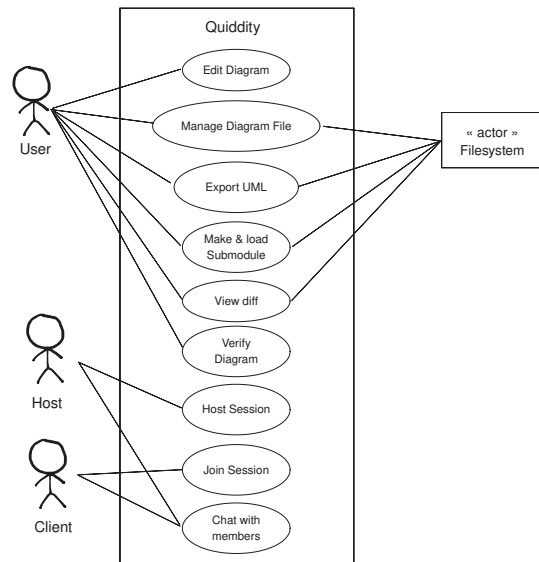 Quiddity
Edit Diagram
Manage Diagram File
« actor »
Filesystem
User
Export UML
Make & load
Submodule
View diff
Verify
Diagram
Host
Host Session
Join Session
Client
Chat with
members